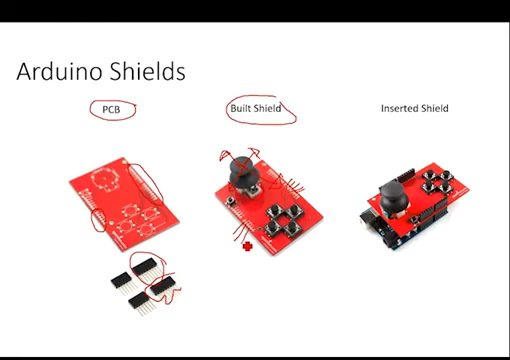 Arduino Shields
PCB
Built Shield
Inserted Shield